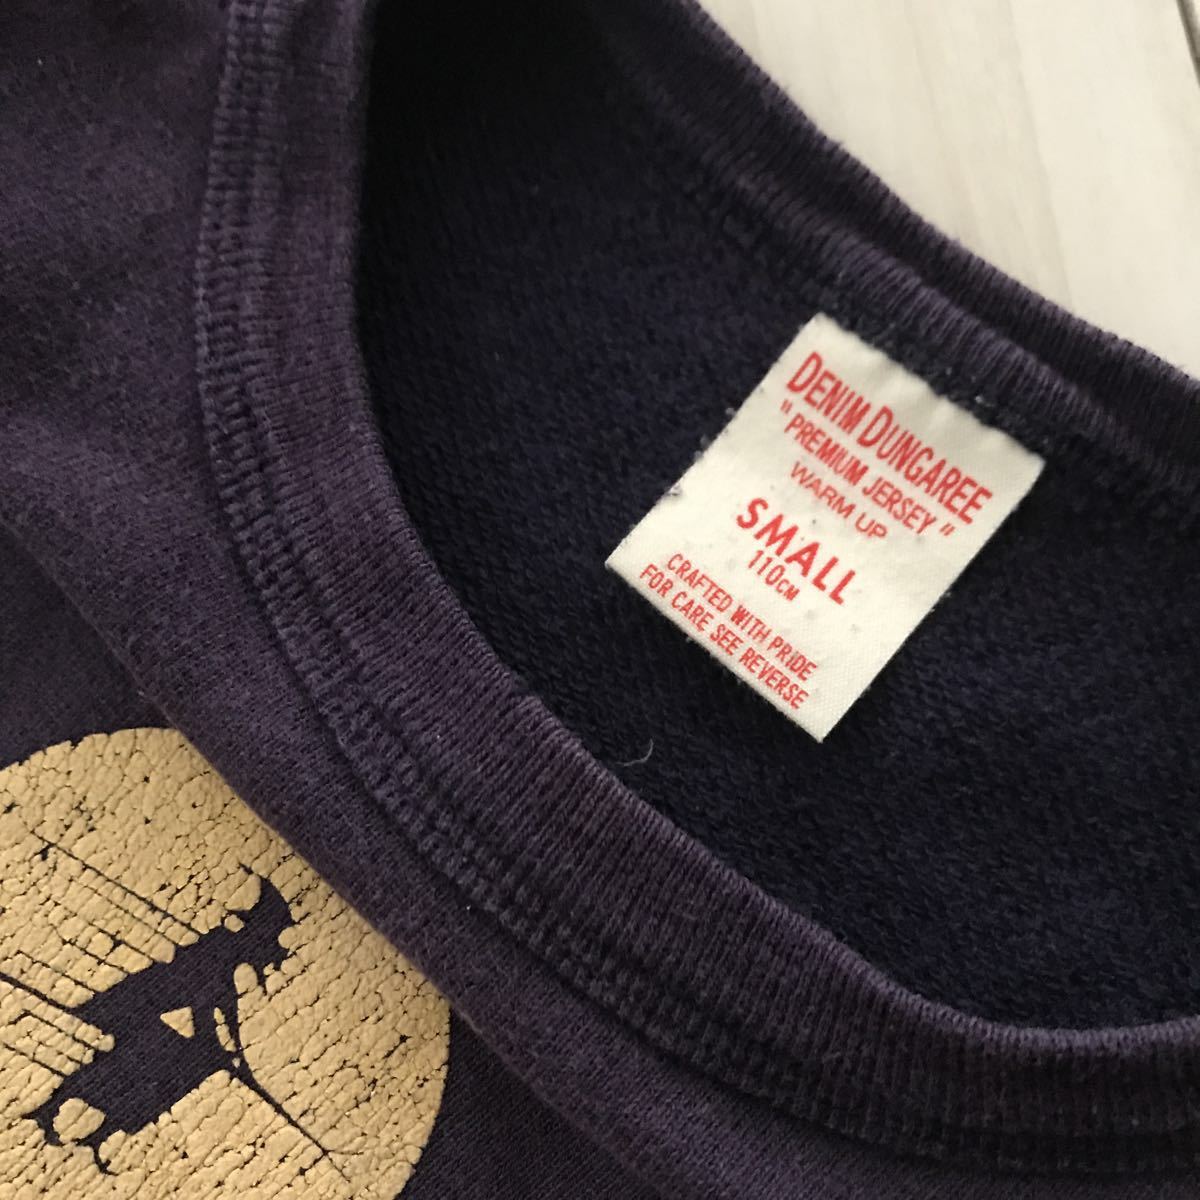 DENIM DUNGAREE
"PREMIUM JERSEY"
WARM UP
SMALL
110CM
CRAFTED WITH PRIDE
FOR CARE SEE REVERSE